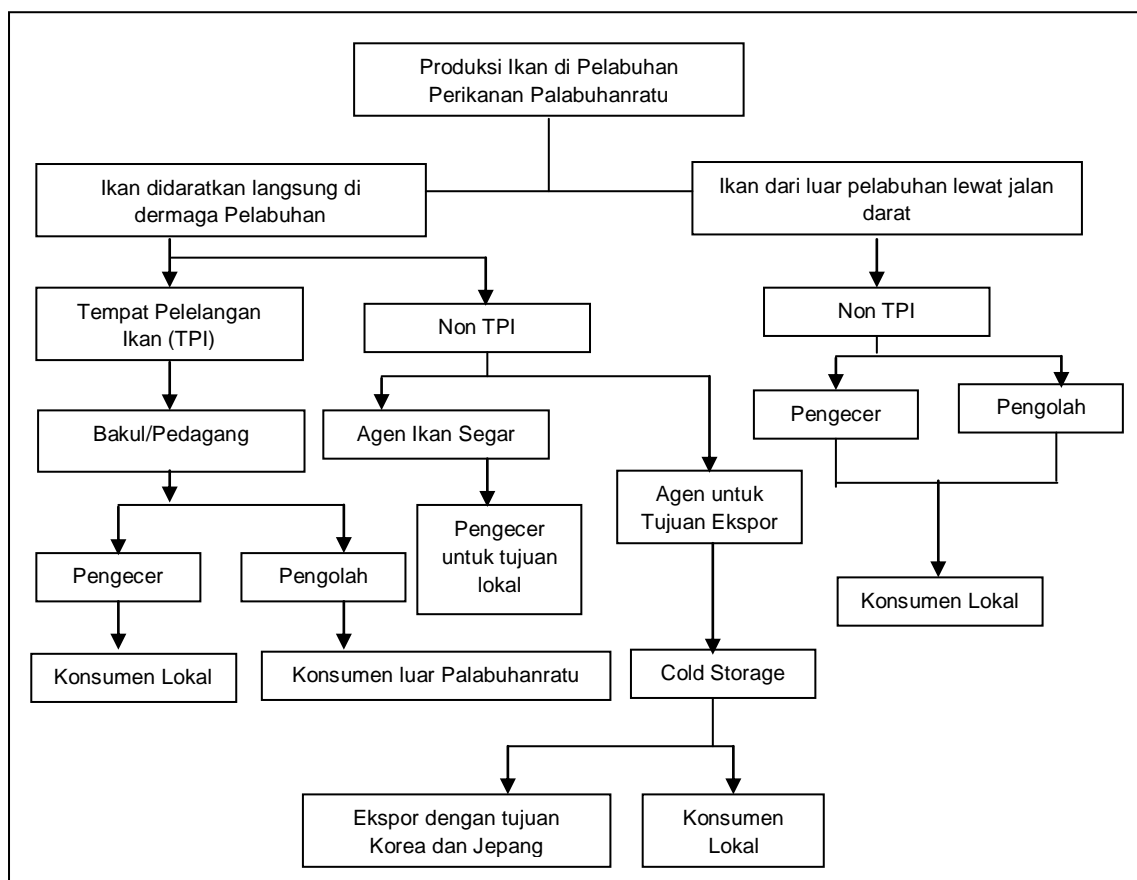 Produksi Ikan di Pelabuhan
Perikanan Palabuhanratu
Ikan didaratkan langsung di
dermaga Pelabuhan
Ikan dari luar pelabuhan lewat jalan
darat
Tempat Pelelangan
Ikan (TPI)
Non TPI
Non TPI
Bakul/Pedagang
Agen Ikan Segar
Pengecer
Pengolah
Agen untuk
Tujuan Ekspor
Pengecer
untuk tujuan
lokal
Pengecer
Pengolah
Konsumen Lokal
Konsumen Lokal
Konsumen luar Palabuhanratu
Cold Storage
Ekspor dengan tujuan
Korea dan Jepang
Konsumen
Lokal